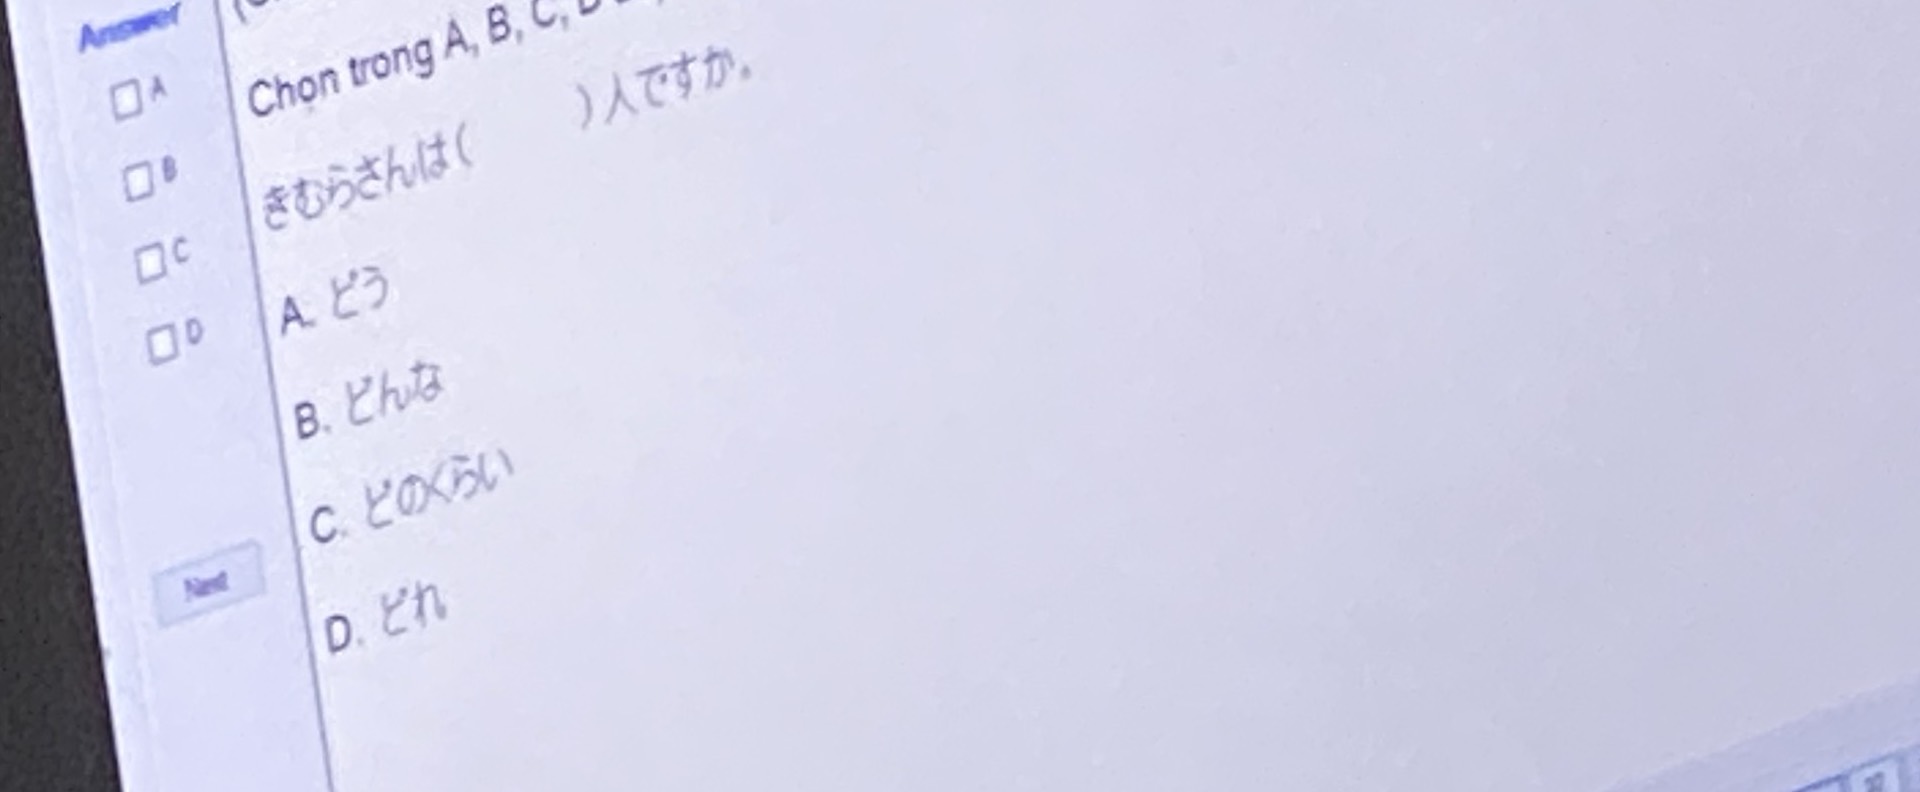 Answer
Chọn trong A, B, C,
A
B
C
D
きむらさんは( )人ですか。
A. どう
B. どんな
C. どのくらい
D. どれ
Next